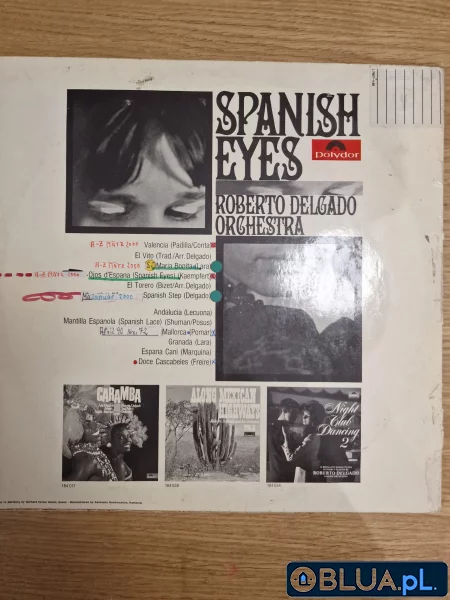 SPANISH
EYES
Polydor
ROBERTO DELGADO
ORCHESTRA
Valencia (Padilla/Conta)
El Vito (Trad./Arr. Delgado)
Maria Bonita (Lara)
Ojos d'Espana (Spanish Eyes) (Kaempfert)
El Torero (Bizet/Arr. Delgado)
Spanish Step (Delgado)
Andalucia (Lecuona)
Mantilla Espanola (Spanish Lace) (Shuman/Posus)
Mallorca (Pomar)
Granada (Lara)
Espana Cani (Marquina)
Doce Cascabeles (Freire)
CARAMBA
ALONG MEXICAN
HIGHWAYS
Night
Club
Dancing
2
ROBERTO DELGADO
OBLUA.PL.